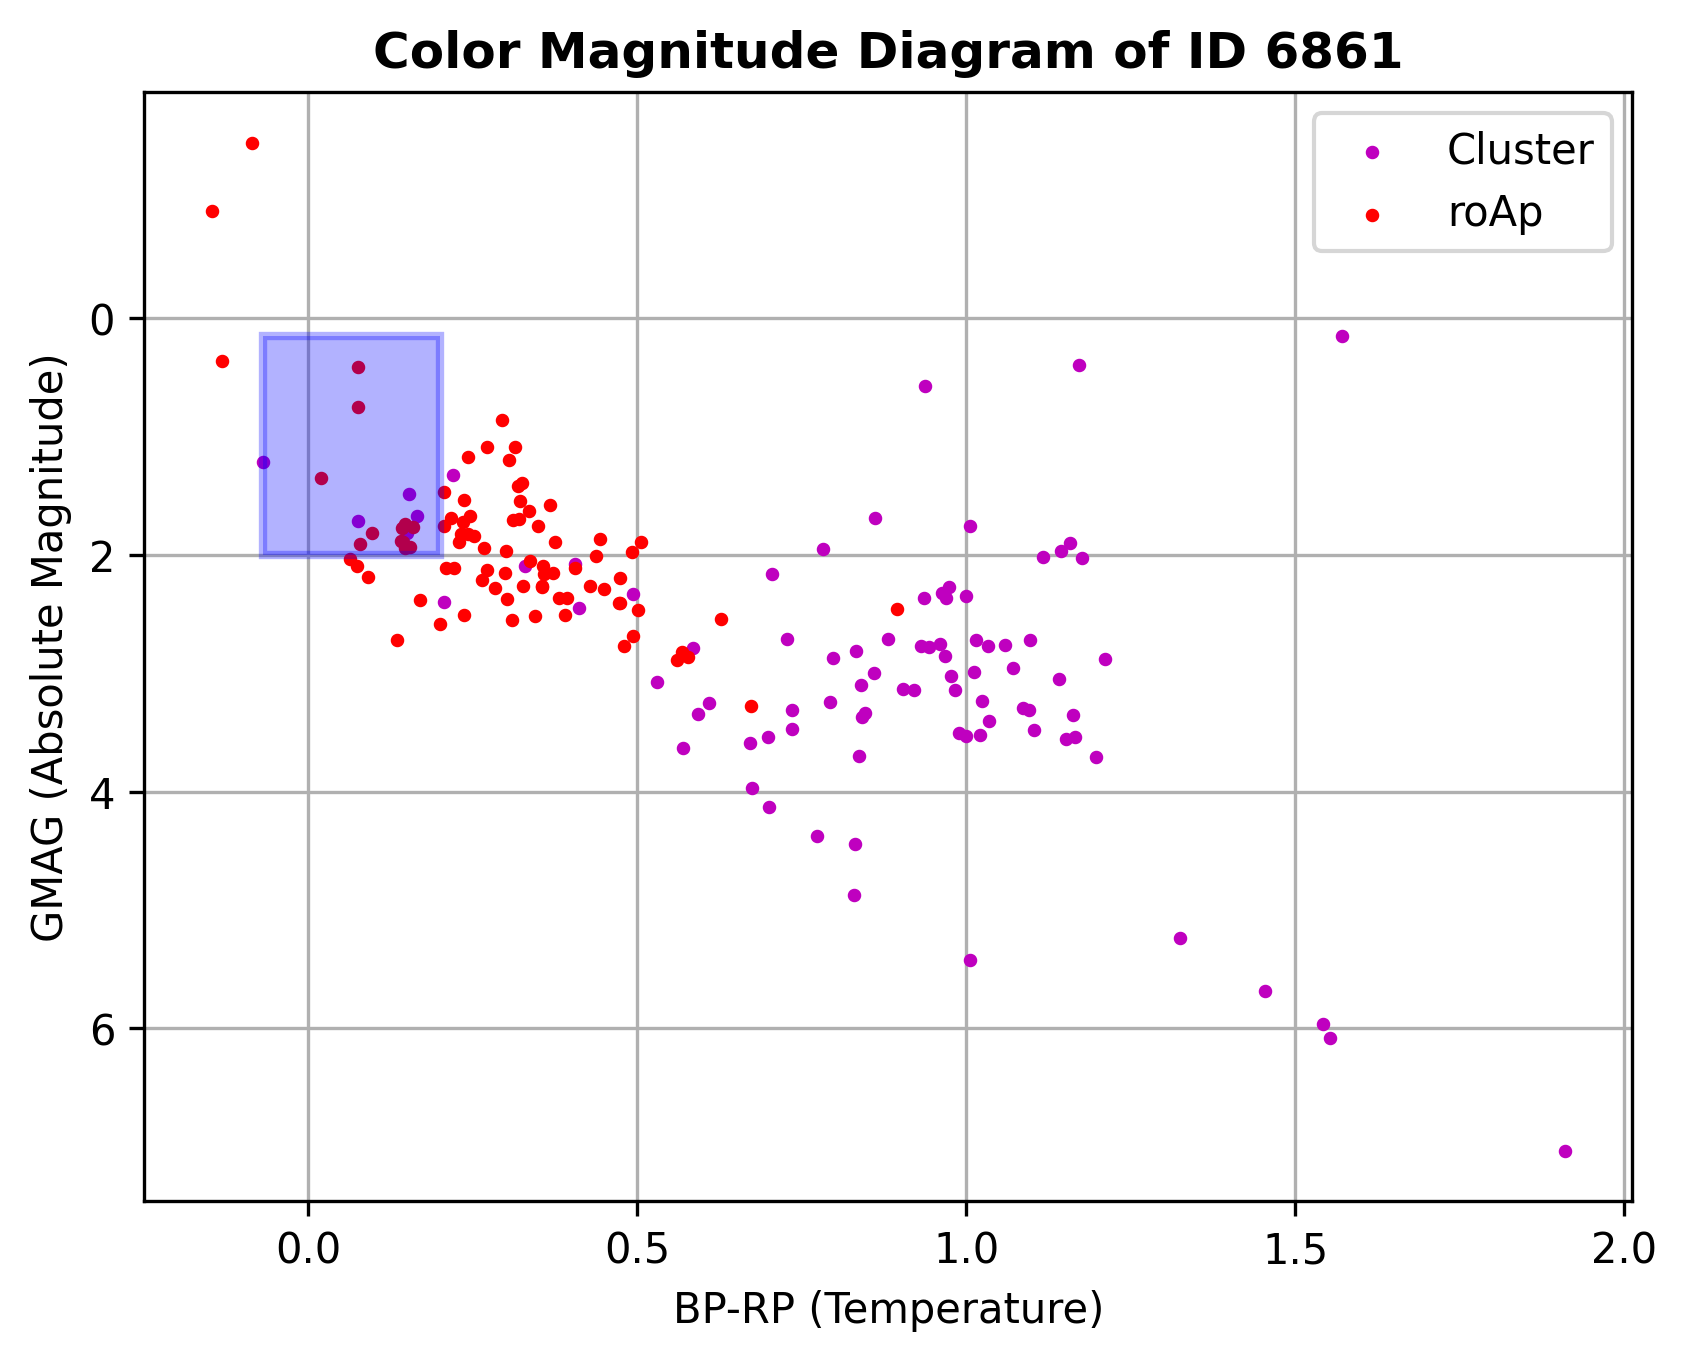 Color Magnitude Diagram of ID 6861
Cluster
roAp
GMAG (Absolute Magnitude)
0
2
4
6
0.0 0.5 1.0 1.5 2.0
BP-RP (Temperature)